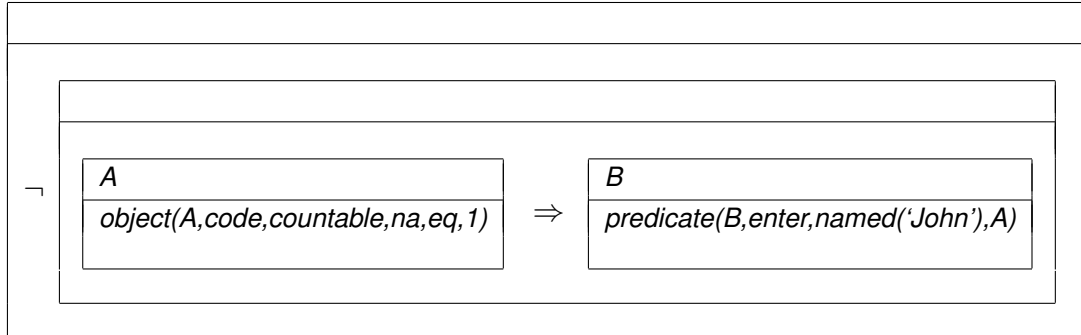 A
B
¬
object(A,code,countable,na,eq,1)
⇒
predicate(B,enter,named(‘John’),A)